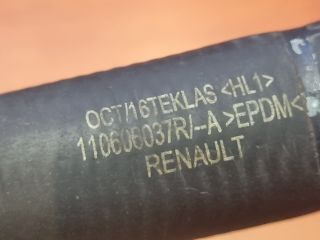 OCT/16TEKLAS <HL1>
110606037R/--A >EPDM<
RENAULT